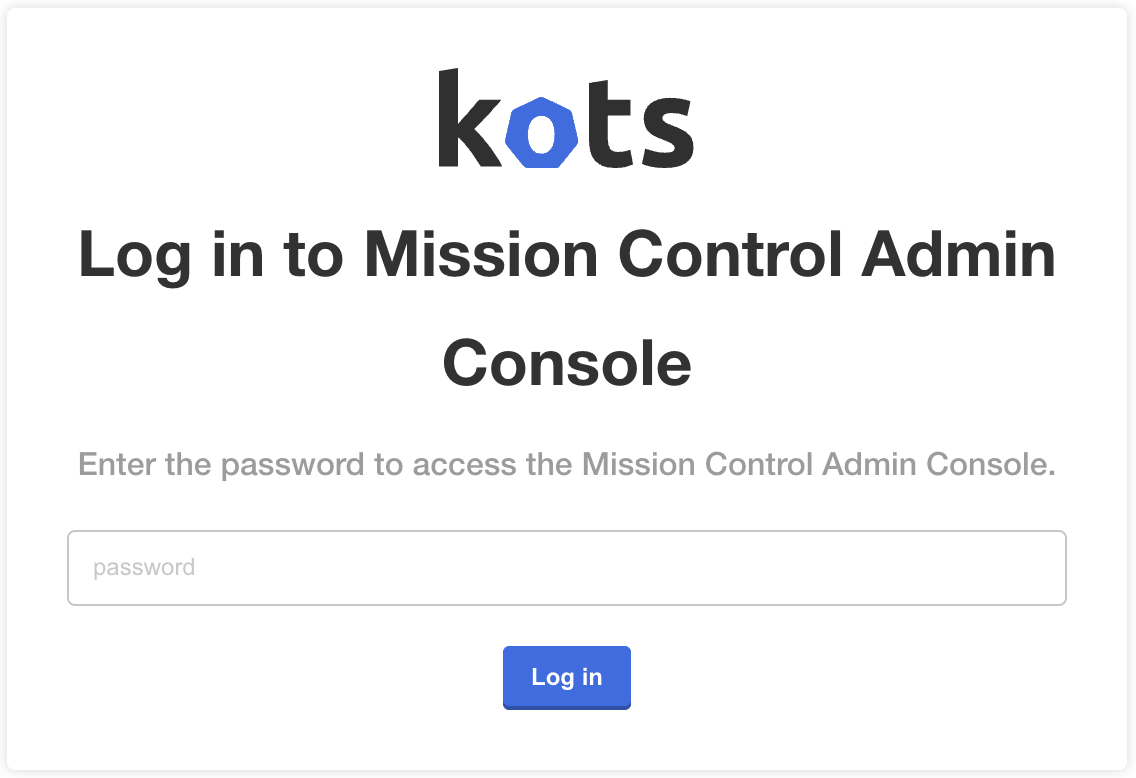 kots
Log in to Mission Control Admin
Console
Enter the password to access the Mission Control Admin Console.
password
Log in